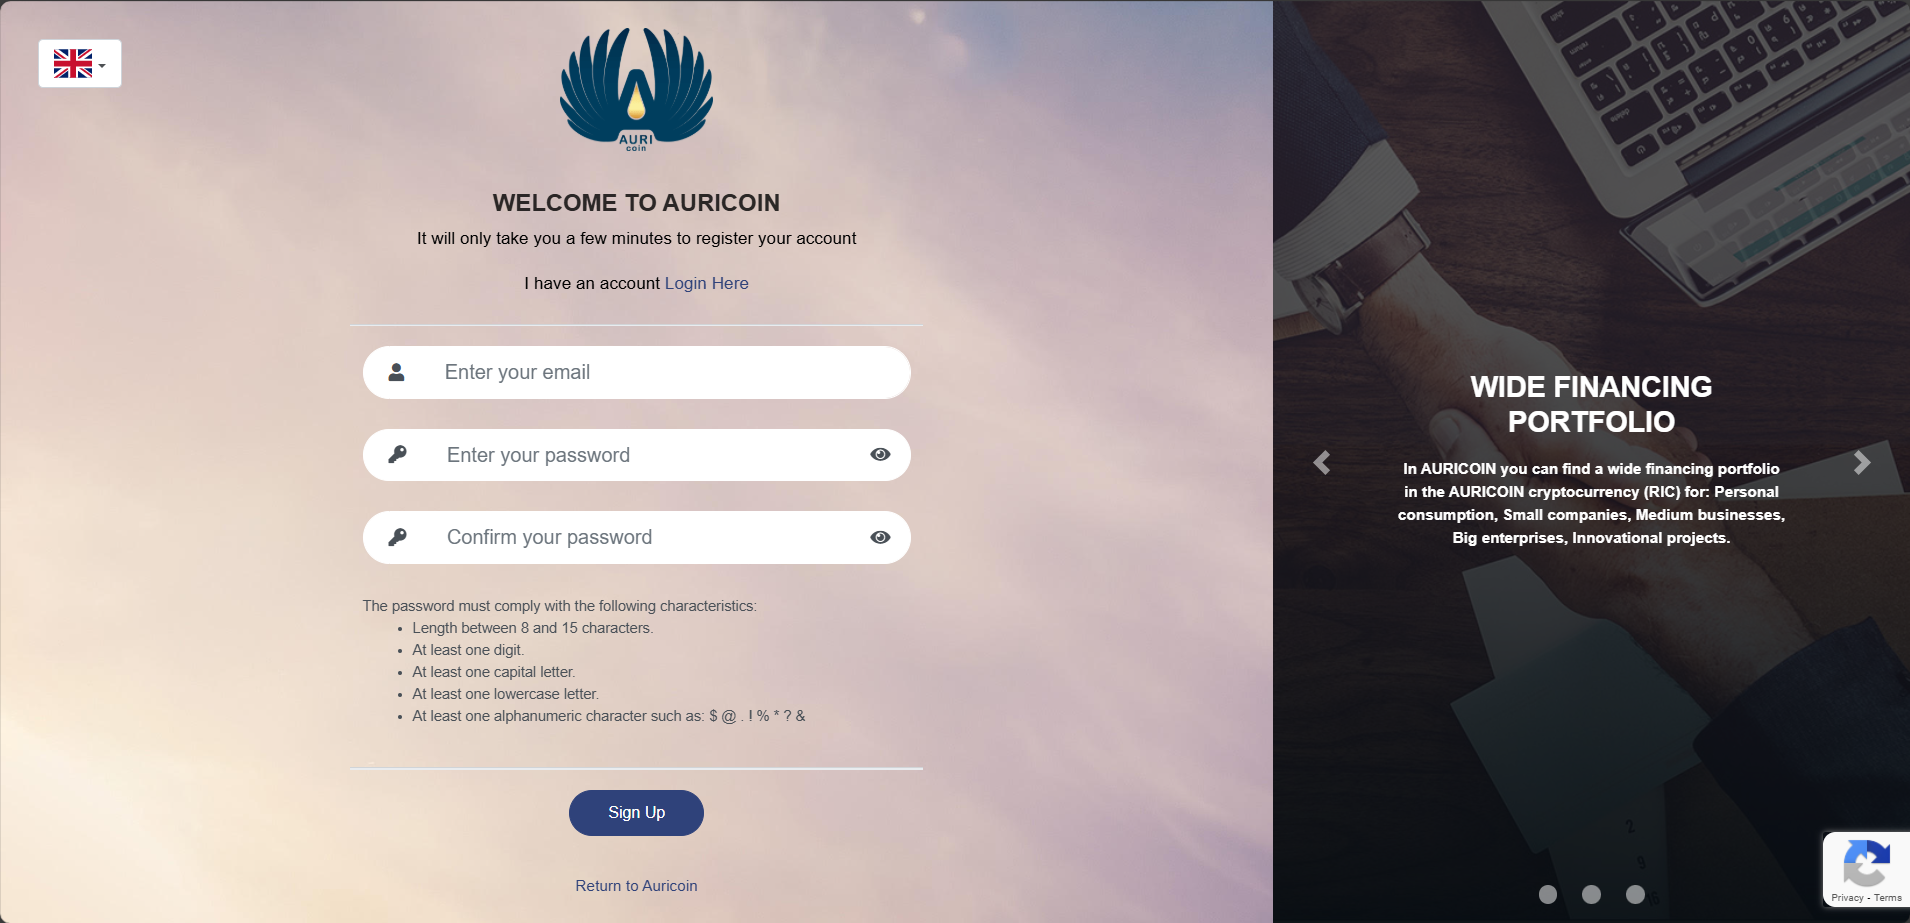 AURI
coin
WELCOME TO AURICOIN
It will only take you a few minutes to register your account
I have an account Login Here
Enter your email
Enter your password
Confirm your password
The password must comply with the following characteristics:
• Length between 8 and 15 characters.
• At least one digit.
• At least one capital letter.
• At least one lowercase letter.
• At least one alphanumeric character such as: $ @ . ! % * ? &
Sign Up
Return to Auricoin
WIDE FINANCING
PORTFOLIO
In AURICOIN you can find a wide financing portfolio
in the AURICOIN cryptocurrency (RIC) for: Personal
consumption, Small companies, Medium businesses,
Big enterprises, Innovational projects.
2
9
16
Privacy - Terms